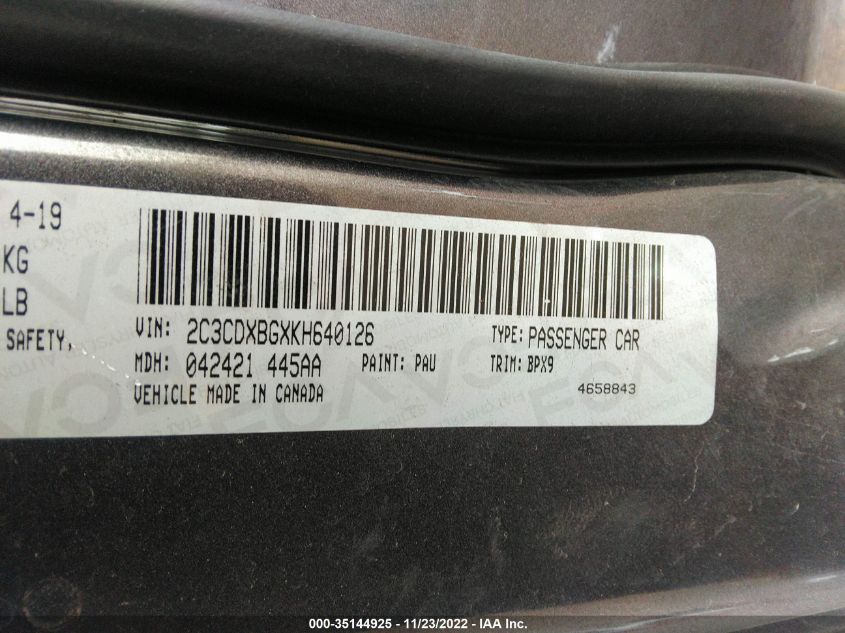 4-19
KG
LB
SAFETY,
VIN: 2C3CDXBGXKH640126 TYPE: PASSENGER CAR
MDH: 042421 445AA PAINT: PAU TRIM: BPX9
VEHICLE MADE IN CANADA 4658843
000-35144925 - 11/23/2022 - IAA Inc.